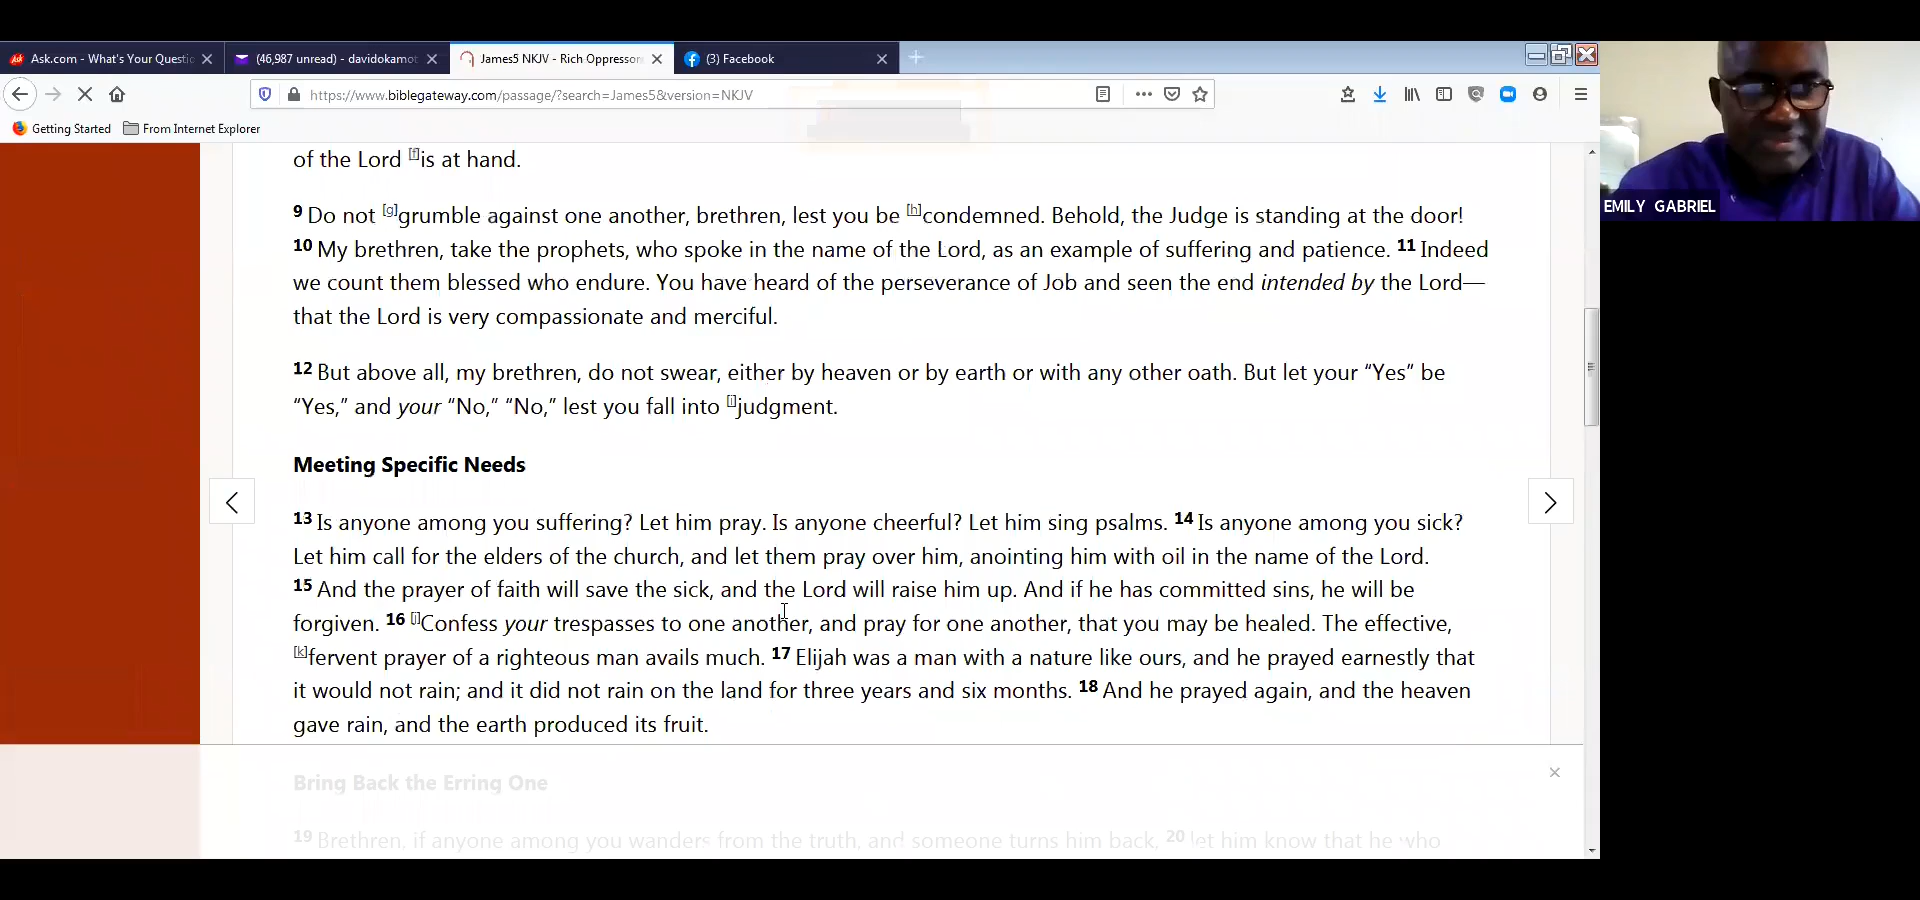 Ask.com - What's Your Questic
(46,987 unread) - davidokamot
James5 NKJV - Rich Oppressor
(3) Facebook
https://www.biblegateway.com/passage/?search=James5&version=NKJV
Getting Started
From Internet Explorer
EMILY GABRIEL
of the Lord [f]is at hand.
9 Do not [g]grumble against one another, brethren, lest you be [h]condemned. Behold, the Judge is standing at the door!
10 My brethren, take the prophets, who spoke in the name of the Lord, as an example of suffering and patience. 11 Indeed
we count them blessed who endure. You have heard of the perseverance of Job and seen the end intended by the Lord—
that the Lord is very compassionate and merciful.
12 But above all, my brethren, do not swear, either by heaven or by earth or with any other oath. But let your “Yes” be
“Yes,” and your “No,” “No,” lest you fall into [i]judgment.
Meeting Specific Needs
13 Is anyone among you suffering? Let him pray. Is anyone cheerful? Let him sing psalms. 14 Is anyone among you sick?
Let him call for the elders of the church, and let them pray over him, anointing him with oil in the name of the Lord.
15 And the prayer of faith will save the sick, and the Lord will raise him up. And if he has committed sins, he will be
forgiven. 16 [j]Confess your trespasses to one another, and pray for one another, that you may be healed. The effective,
[k]fervent prayer of a righteous man avails much. 17 Elijah was a man with a nature like ours, and he prayed earnestly that
it would not rain; and it did not rain on the land for three years and six months. 18 And he prayed again, and the heaven
gave rain, and the earth produced its fruit.
Bring Back the Erring One
19 Brethren, if anyone among you wanders from the truth, and someone turns him back, 20 let him know that he who